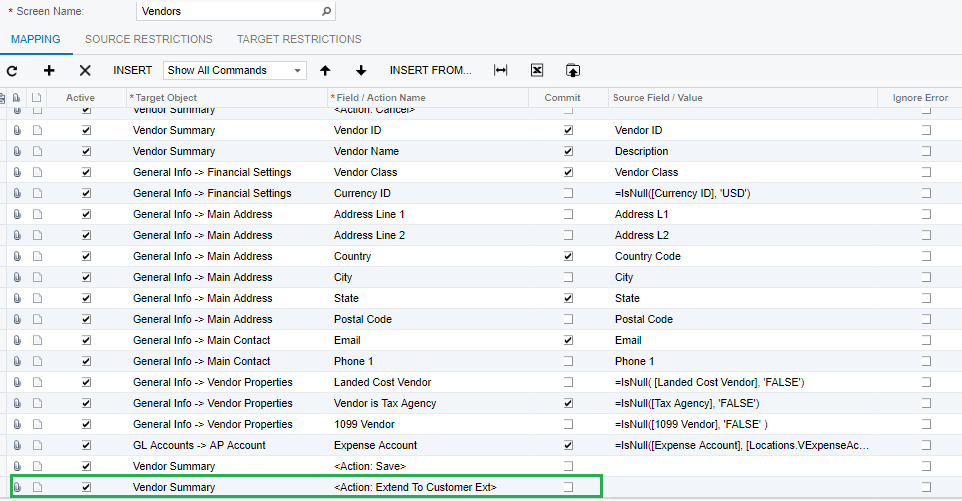 * Screen Name: Vendors
MAPPING SOURCE RESTRICTIONS TARGET RESTRICTIONS
INSERT Show All Commands INSERT FROM...
Active * Target Object * Field / Action Name Commit Source Field / Value Ignore Error
Vendor Summary <Action: Cancel>
Vendor Summary Vendor ID Vendor ID
Vendor Summary Vendor Name Description
General Info -> Financial Settings Vendor Class Vendor Class
General Info -> Financial Settings Currency ID =IsNull([Currency ID], 'USD')
General Info -> Main Address Address Line 1 Address L1
General Info -> Main Address Address Line 2 Address L2
General Info -> Main Address Country Country Code
General Info -> Main Address City City
General Info -> Main Address State State
General Info -> Main Address Postal Code Postal Code
General Info -> Main Contact Email Email
General Info -> Main Contact Phone 1 Phone 1
General Info -> Vendor Properties Landed Cost Vendor =IsNull( [Landed Cost Vendor], 'FALSE')
General Info -> Vendor Properties Vendor is Tax Agency =IsNull([Tax Agency], 'FALSE')
General Info -> Vendor Properties 1099 Vendor =IsNull([1099 Vendor], 'FALSE' )
GL Accounts -> AP Account Expense Account =IsNull([Expense Account], [Locations.VExpenseAc...
Vendor Summary <Action: Save>
Vendor Summary <Action: Extend To Customer Ext>